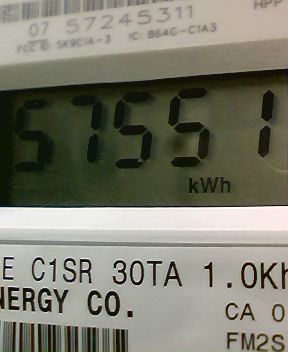 HPP
07 57245311
FCC ID: SK9C1A-3 IC: 864G-C1A3
57551
kWh
E C1SR 30TA 1.0Kh
NERGY CO.
CA 0
FM2S